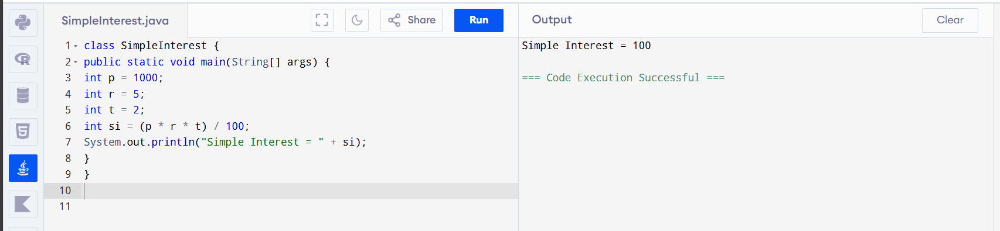 SimpleInterest.java
Share
Run
Output
Clear
1 class SimpleInterest {
2 public static void main(String[] args) {
3 int p = 1000;
4 int r = 5;
5 int t = 2;
6 int si = (p * r * t) / 100;
7 System.out.println("Simple Interest = " + si);
8 }
9 }
10
11
Simple Interest = 100
=== Code Execution Successful ===